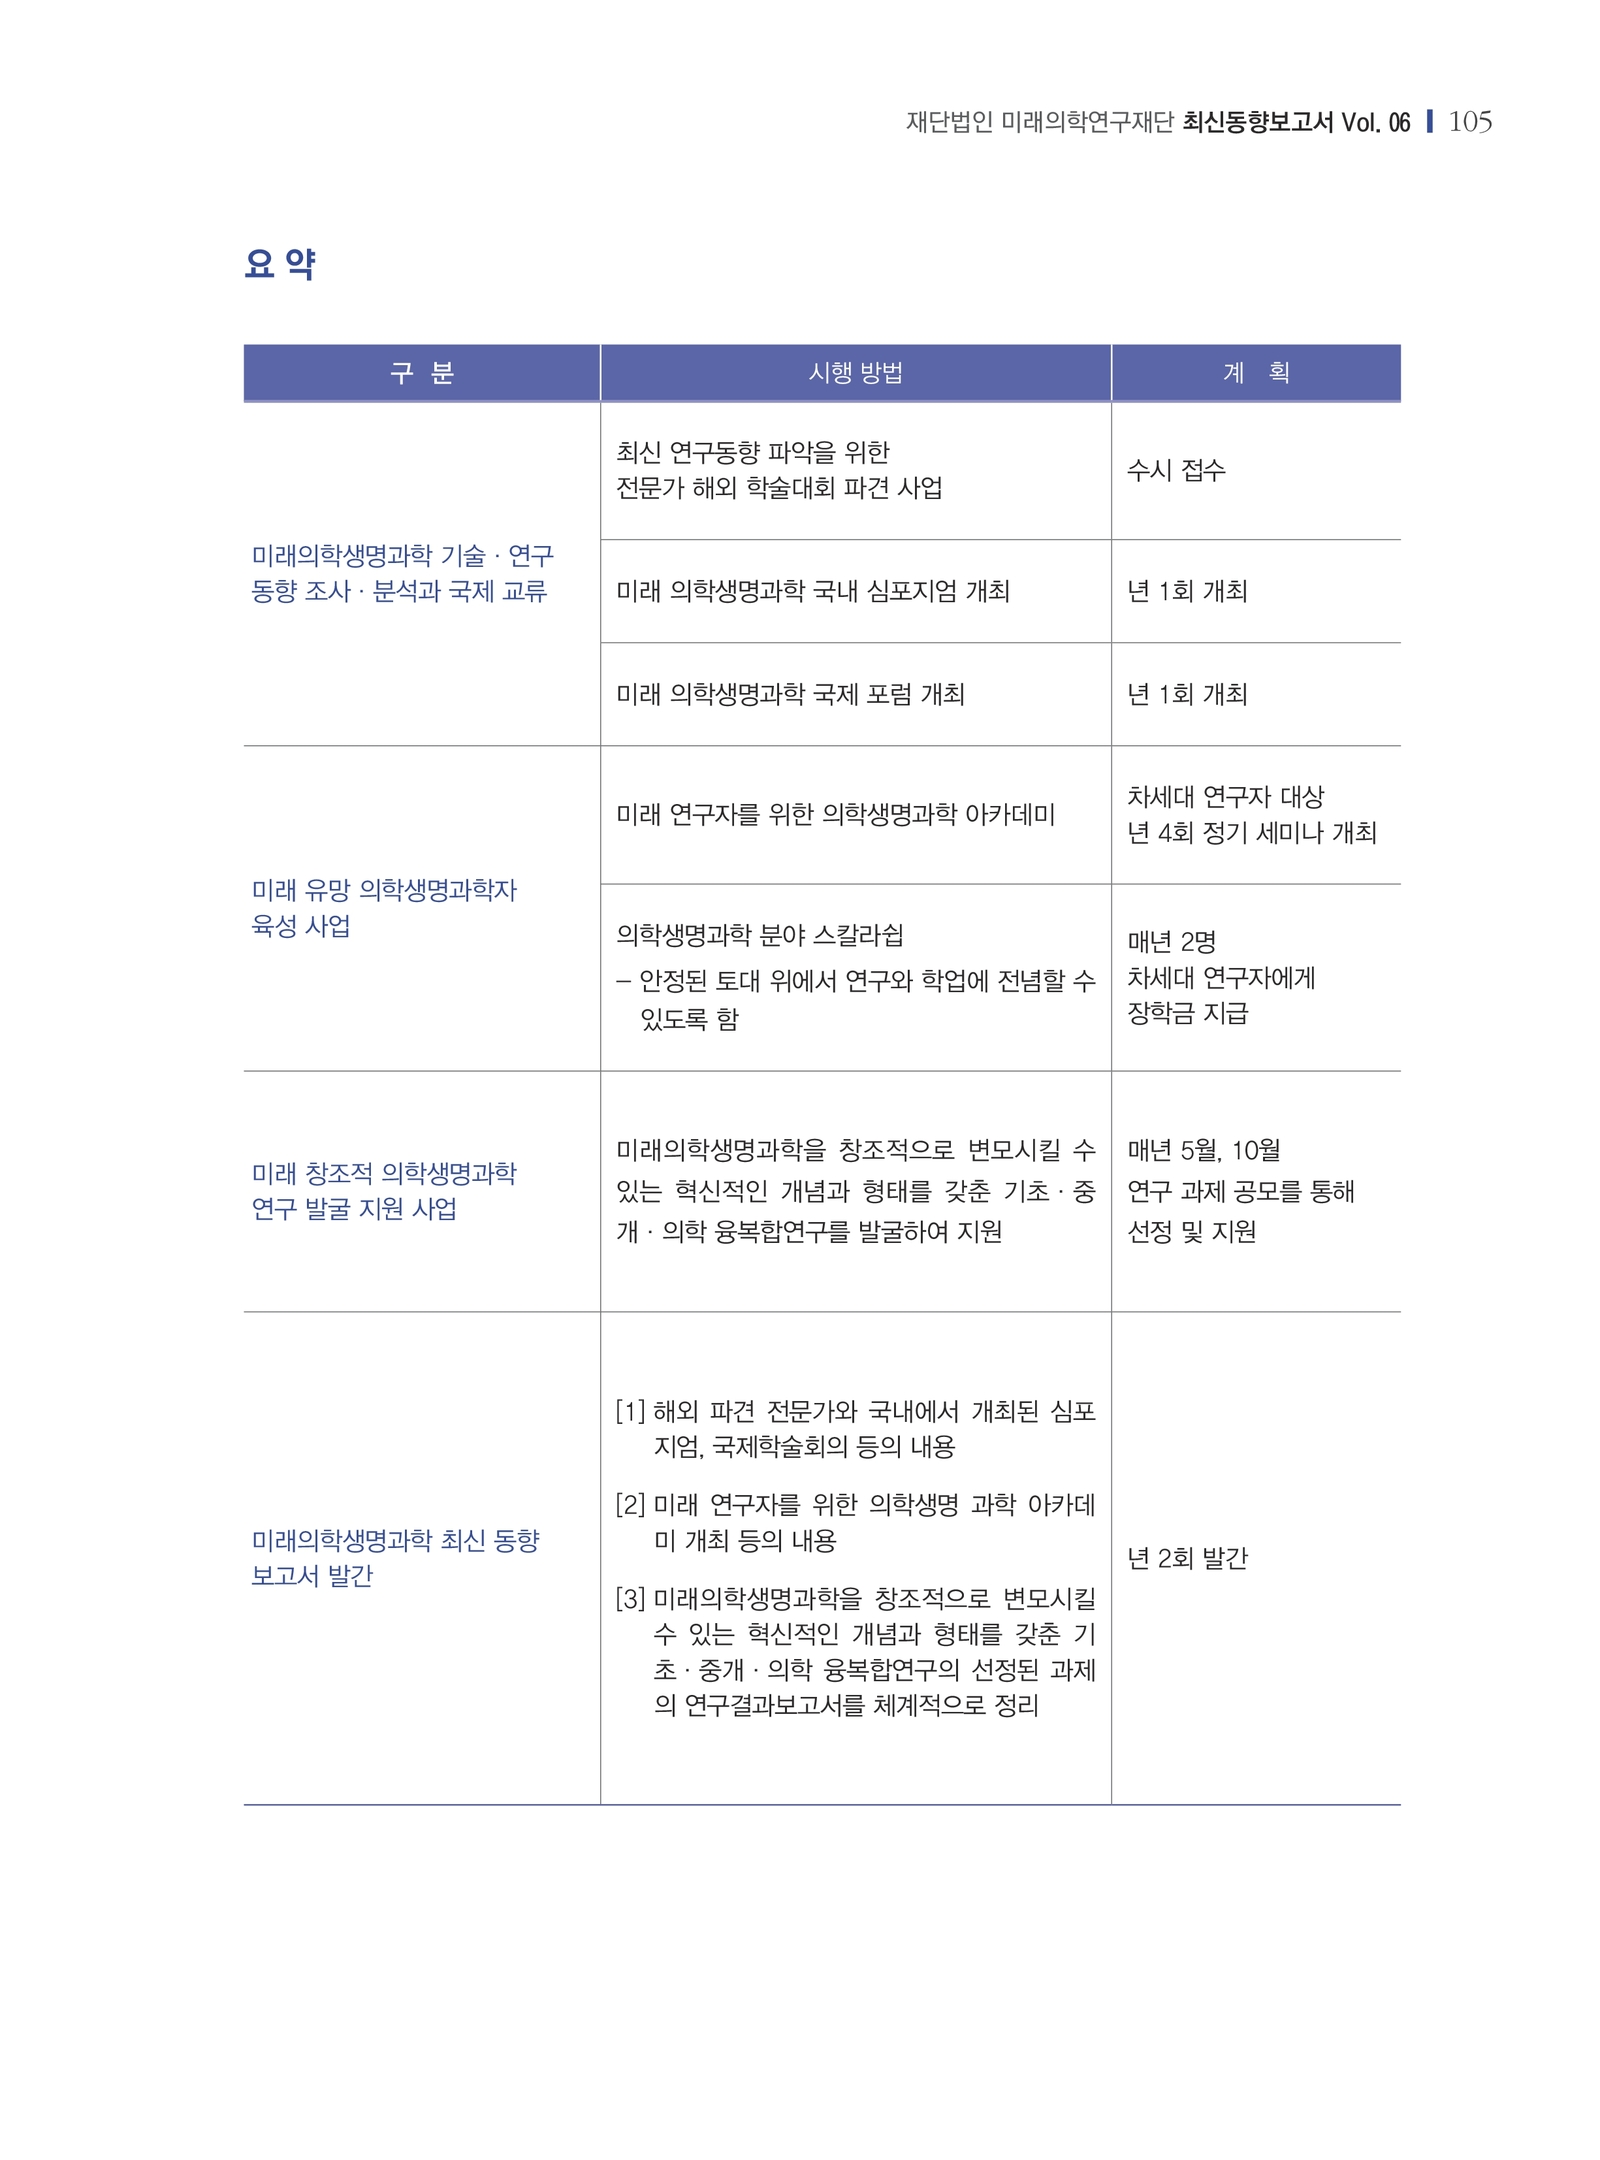 재단법인 미래의학연구재단 최신동향보고서 Vol. 06 105
요 약
구 분 시행 방법 계 획
미래의학생명과학 기술 · 연구
동향 조사 · 분석과 국제 교류
최신 연구동향 파악을 위한
전문가 해외 학술대회 파견 사업
수시 접수
미래 의학생명과학 국내 심포지엄 개최
년 1회 개최
미래 의학생명과학 국제 포럼 개최
년 1회 개최
미래 유망 의학생명과학자
육성 사업
미래 연구자를 위한 의학생명과학 아카데미
차세대 연구자 대상
년 4회 정기 세미나 개최
의학생명과학 분야 스칼라쉽
– 안정된 토대 위에서 연구와 학업에 전념할 수
있도록 함
매년 2명
차세대 연구자에게
장학금 지급
미래 창조적 의학생명과학
연구 발굴 지원 사업
미래의학생명과학을 창조적으로 변모시킬 수
있는 혁신적인 개념과 형태를 갖춘 기초 · 중
개 · 의학 융복합연구를 발굴하여 지원
매년 5월, 10월
연구 과제 공모를 통해
선정 및 지원
미래의학생명과학 최신 동향
보고서 발간
[1] 해외 파견 전문가와 국내에서 개최된 심포
지엄, 국제학술회의 등의 내용
[2] 미래 연구자를 위한 의학생명 과학 아카데
미 개최 등의 내용
[3] 미래의학생명과학을 창조적으로 변모시킬
수 있는 혁신적인 개념과 형태를 갖춘 기
초 · 중개 · 의학 융복합연구의 선정된 과제
의 연구결과보고서를 체계적으로 정리
년 2회 발간